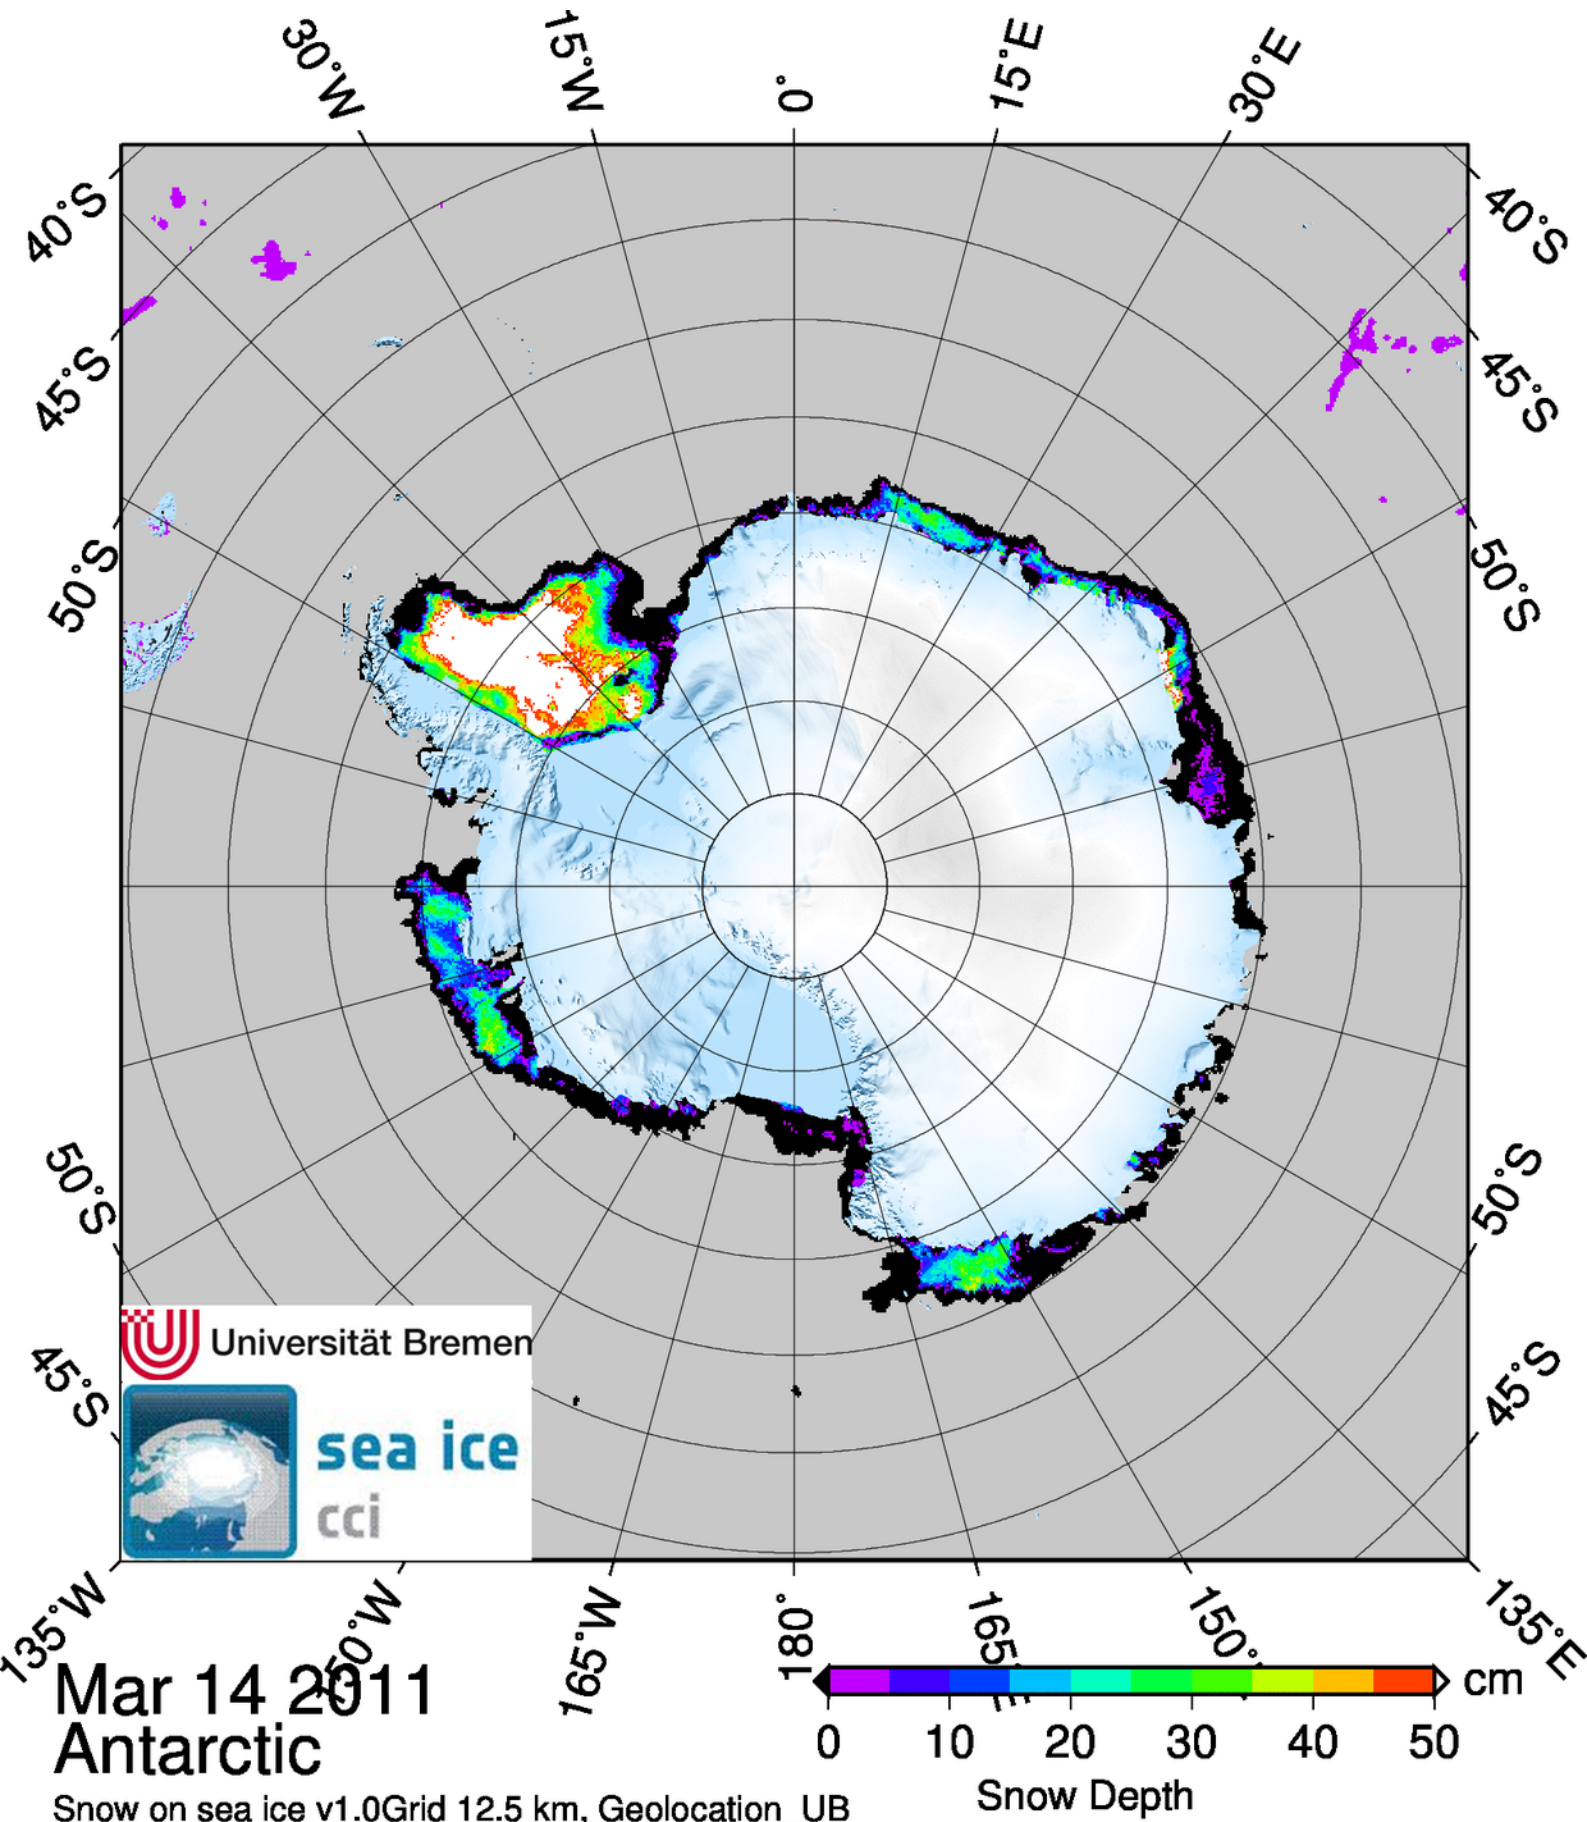 30°W 15°W 0° 15°E 30°E
40°S 40°S
45°S 45°S
50°S 50°S
50°S 50°S
45°S 45°S
Universität Bremen
sea ice
cci
135°W 165°W 180° 150° 135°E
Mar 14 2011
Antarctic
Snow on sea ice v1.0Grid 12.5 km, Geolocation UB
cm
0 10 20 30 40 50
Snow Depth